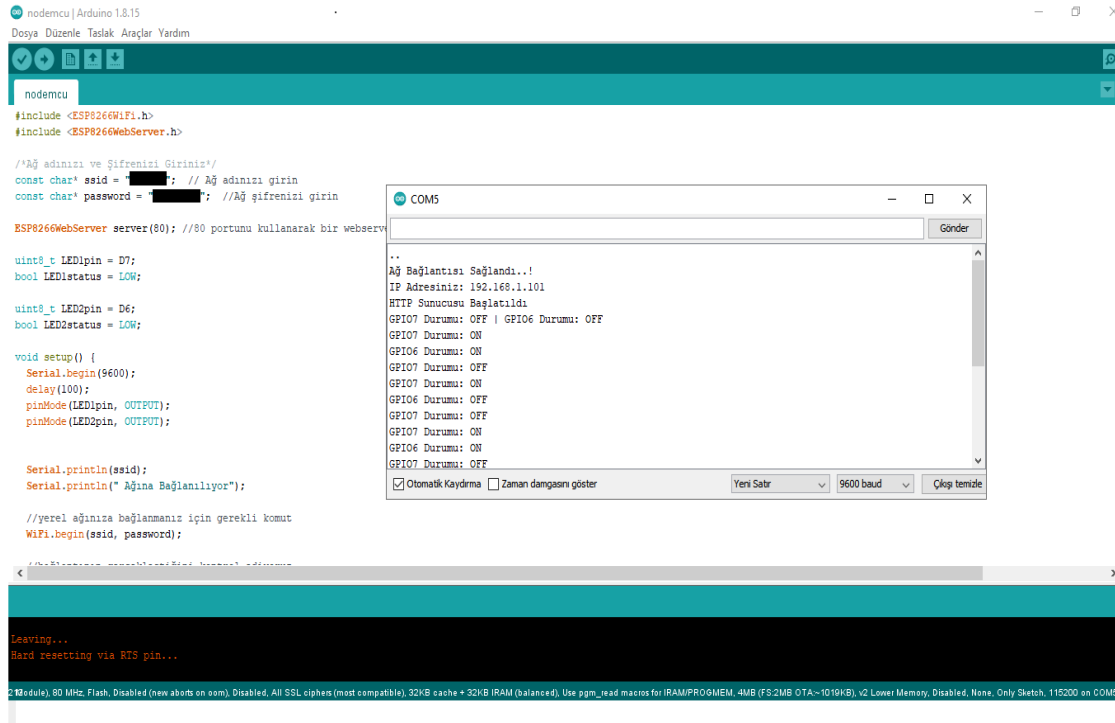 nodemcu | Arduino 1.8.15
Dosya Düzenle Taslak Araçlar Yardım
nodemcu
#include <ESP8266WiFi.h>
#include <ESP8266WebServer.h>
/*Ağ adınızı ve Şifrenizi Giriniz*/
const char* ssid = " "; // Ağ adınızı girin
const char* password = " "; //Ağ şifrenizi girin
ESP8266WebServer server(80); //80 portunu kullanarak bir webserve
uint8_t LED1pin = D7;
bool LED1status = LOW;
uint8_t LED2pin = D6;
bool LED2status = LOW;
void setup() {
Serial.begin(9600);
delay(100);
pinMode(LED1pin, OUTPUT);
pinMode(LED2pin, OUTPUT);
Serial.println(ssid);
Serial.println(" Ağına Bağlanılıyor");
//yerel ağınıza bağlanmanız için gerekli komut
WiFi.begin(ssid, password);
COM5
Gönder
..
Ağ Bağlantısı Sağlandı..!
IP Adresiniz: 192.168.1.101
HTTP Sunucusu Başlatıldı
GPIO7 Durumu: OFF | GPIO6 Durumu: OFF
GPIO7 Durumu: ON
GPIO6 Durumu: ON
GPIO7 Durumu: OFF
GPIO7 Durumu: ON
GPIO6 Durumu: OFF
GPIO7 Durumu: OFF
GPIO7 Durumu: ON
GPIO6 Durumu: ON
GPIO7 Durumu: OFF
Otomatik Kaydırma Zaman damgasını göster Yeni Satır 9600 baud Çıkışı temizle
Leaving...
Hard resetting via RTS pin...
Module), 80 MHz, Flash, Disabled (new aborts on oom), Disabled, All SSL ciphers (most compatible), 32KB cache + 32KB IRAM (balanced), Use pgm_read macros for IRAM/PROGMEM, 4MB (FS:2MB OTA:~1019KB), v2 Lower Memory, Disabled, None, Only Sketch, 115200 on COM5